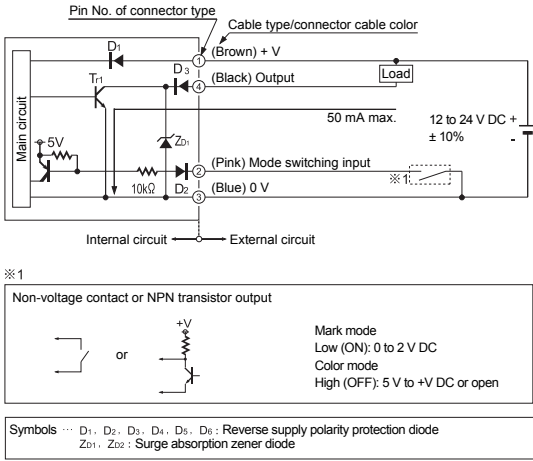 Pin No. of connector type
Cable type/connector cable color
D1
① (Brown) + V
Tr1
D3
④ (Black) Output
Load
50 mA max.
Main circuit
5V
ZD1
12 to 24 V DC +
± 10% -
② (Pink) Mode switching input
※1
10kΩ
D2
③ (Blue) 0 V
Internal circuit
External circuit
※1
Non-voltage contact or NPN transistor output
+V
or
Mark mode
Low (ON): 0 to 2 V DC
Color mode
High (OFF): 5 V to +V DC or open
Symbols ··· D1, D2, D3, D4, D5, D6 : Reverse supply polarity protection diode
ZD1, ZD2 : Surge absorption zener diode